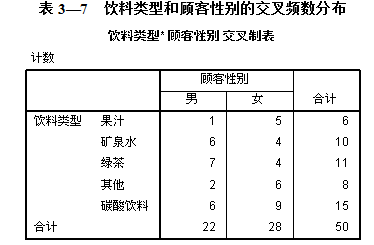 表 3—7 饮料类型和顾客性别的交叉频数分布
饮料类型* 顾客性别 交叉制表
计数
顾客性别
男 女 合计
饮料类型 果汁 1 5 6
矿泉水 6 4 10
绿茶 7 4 11
其他 2 6 8
碳酸饮料 6 9 15
合计 22 28 50